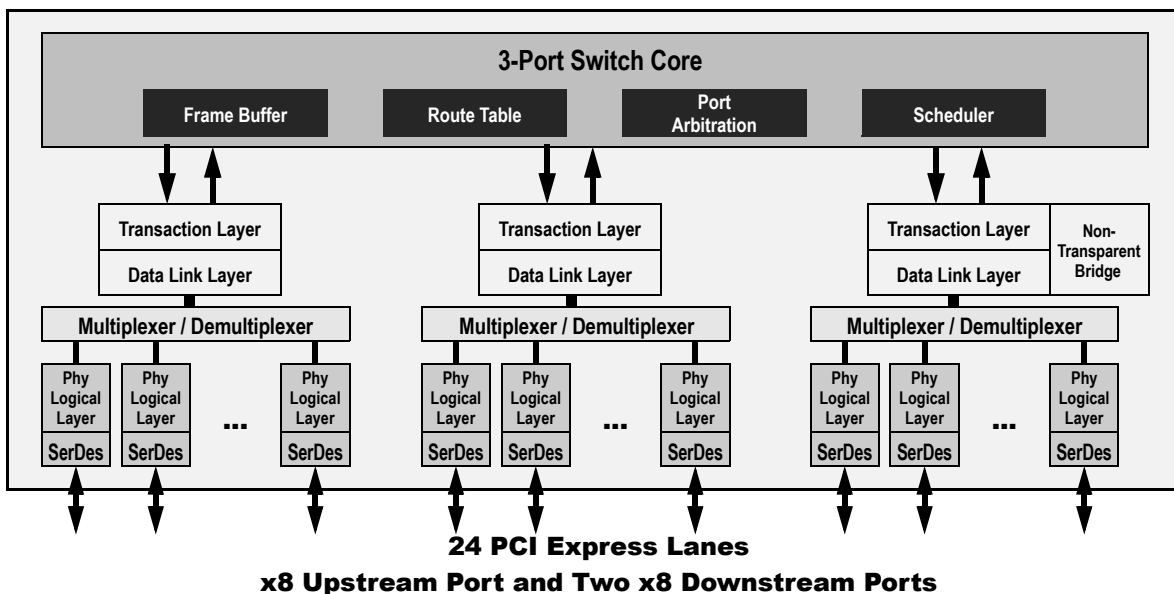 3-Port Switch Core
Frame Buffer
Route Table
Port
Arbitration
Scheduler
Transaction Layer
Data Link Layer
Multiplexer / Demultiplexer
Phy
Logical
Layer
SerDes
Phy
Logical
Layer
SerDes
...
Phy
Logical
Layer
SerDes
Transaction Layer
Data Link Layer
Multiplexer / Demultiplexer
Phy
Logical
Layer
SerDes
Phy
Logical
Layer
SerDes
...
Phy
Logical
Layer
SerDes
Transaction Layer
Data Link Layer
Non-
Transparent
Bridge
Multiplexer / Demultiplexer
Phy
Logical
Layer
SerDes
Phy
Logical
Layer
SerDes
...
Phy
Logical
Layer
SerDes
24 PCI Express Lanes
x8 Upstream Port and Two x8 Downstream Ports